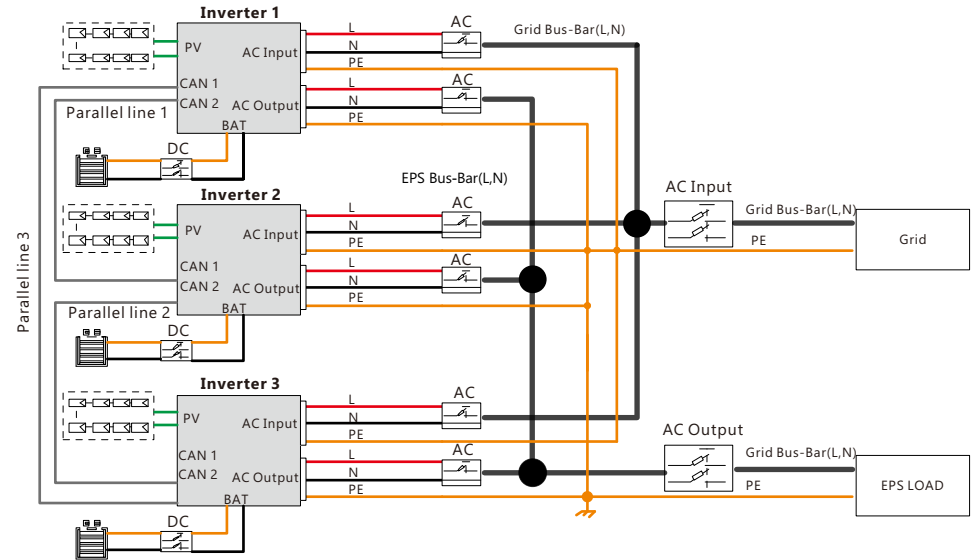 Inverter 1
PV
AC Input
CAN 1
CAN 2
AC Output
BAT
L
N
PE
L
N
PE
AC
AC
Grid Bus-Bar(L,N)
Parallel line 1
DC
EPS Bus-Bar(L,N)
Inverter 2
PV
AC Input
CAN 1
CAN 2
AC Output
BAT
L
N
PE
L
N
PE
AC
AC
AC Input
Grid Bus-Bar(L,N)
PE
Grid
Parallel line 3
Parallel line 2
DC
Inverter 3
PV
AC Input
CAN 1
CAN 2
AC Output
BAT
L
N
PE
L
N
PE
AC
AC
AC Output
Grid Bus-Bar(L,N)
PE
EPS LOAD
DC